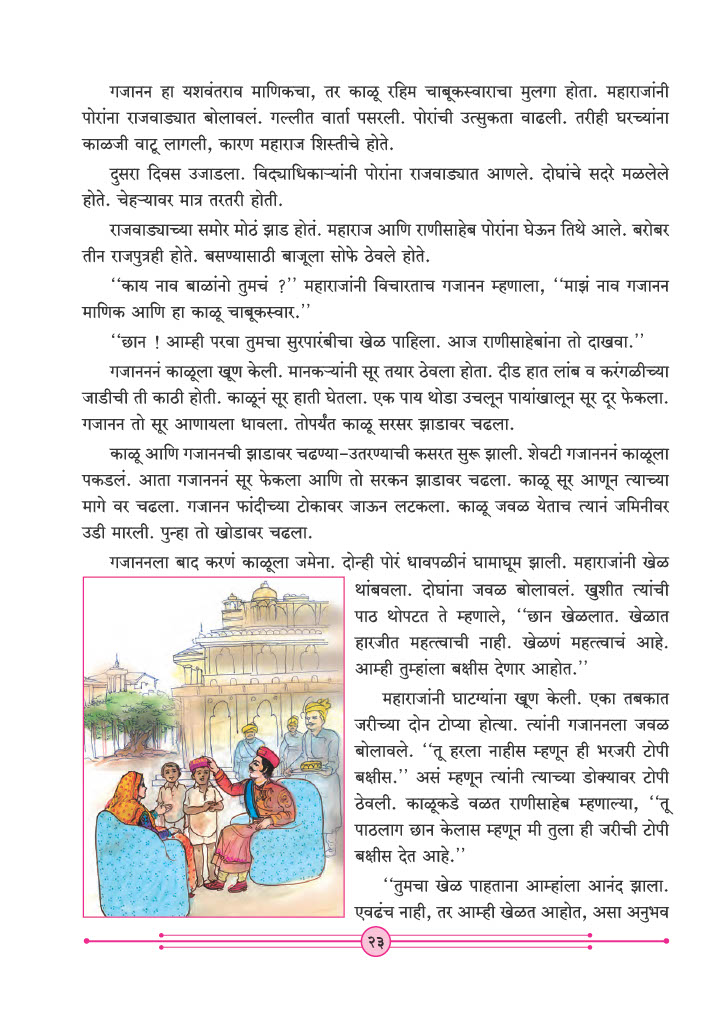 गजानन हा यशवंतराव माणिकचा, तर काळू रहिम चाबूकस्वाराचा मुलगा होता. महाराजांनी
पोरांना राजवाड्यात बोलावलं. गल्लीत वार्ता पसरली. पोरांची उत्सुकता वाढली. तरीही घरच्यांना
काळजी वाटू लागली, कारण महाराज शिस्तीचे होते.
दुसरा दिवस उजाडला. विद्याधिकाऱ्यांनी पोरांना राजवाड्यात आणले. दोघांचे सदरे मळलेले
होते. चेहऱ्यावर मात्र तरतरी होती.
राजवाड्याच्या समोर मोठं झाड होतं. महाराज आणि राणीसाहेब पोरांना घेऊन तिथे आले. बरोबर
तीन राजपुत्रही होते. बसण्यासाठी बाजूला सोफे ठेवले होते.
‘‘काय नाव बाळांनो तुमचं ?’’ महाराजांनी विचारताच गजानन म्हणाला, ‘‘माझं नाव गजानन
माणिक आणि हा काळू चाबूकस्वार.’’
‘‘छान ! आम्ही परवा तुमचा सुरपारंबीचा खेळ पाहिला. आज राणीसाहेबांना तो दाखवा.’’
गजाननं काळूला खूण केली. मानकऱ्यांनी सूर तयार ठेवला होता. दीड हात लांब व करंगळीच्या
जाडीची ती काठी होती. काळूनं सूर हाती घेतला. एक पाय थोडा उचलून पायांखालून सूर दूर फेकला.
गजानन तो सूर आणायला धावला. तोपर्यंत काळू सरसर झाडावर चढला.
काळू आणि गजाननची झाडावर चढण्या-उतरण्याची कसरत सुरू झाली. शेवटी गजाननं काळूला
पकडलं. आता गजाननं सूर फेकला आणि तो सरकन झाडावर चढला. काळू सूर आणून त्याच्या
मागे वर चढला. गजानन फांदीच्या टोकावर जाऊन लटकला. काळू जवळ येताच त्यानं जमिनीवर
उडी मारली. पुन्हा तो खोडावर चढला.
गजाननला बाद करणं काळूला जमेना. दोन्ही पोरं धावपळीनं घामाघूम झाली. महाराजांनी खेळ
थांबवला. दोघांना जवळ बोलावलं. खुशीत त्यांची
पाठ थोपटत ते म्हणाले, ‘‘छान खेळलात. खेळात
हारजीत महत्त्वाची नाही. खेळणं महत्त्वाचं आहे.
आम्ही तुम्हांला बक्षीस देणार आहोत.’’
महाराजांनी घाटग्यांना खूण केली. एका तबकात
जरीच्या दोन टोप्या होत्या. त्यांनी गजाननला जवळ
बोलावले. ‘‘तू हरला नाहीस म्हणून ही भरजरी टोपी
बक्षीस.’’ असं म्हणून त्यांनी त्याच्या डोक्यावर टोपी
ठेवली. काळूकडे वळत राणीसाहेब म्हणाल्या, ‘‘तू
पाठलाग छान केलास म्हणून मी तुला ही जरीची टोपी
बक्षीस देत आहे.’’
‘‘तुमचा खेळ पाहताना आम्हांला आनंद झाला.
एवढंच नाही, तर आम्ही खेळत आहोत, असा अनुभव
२३